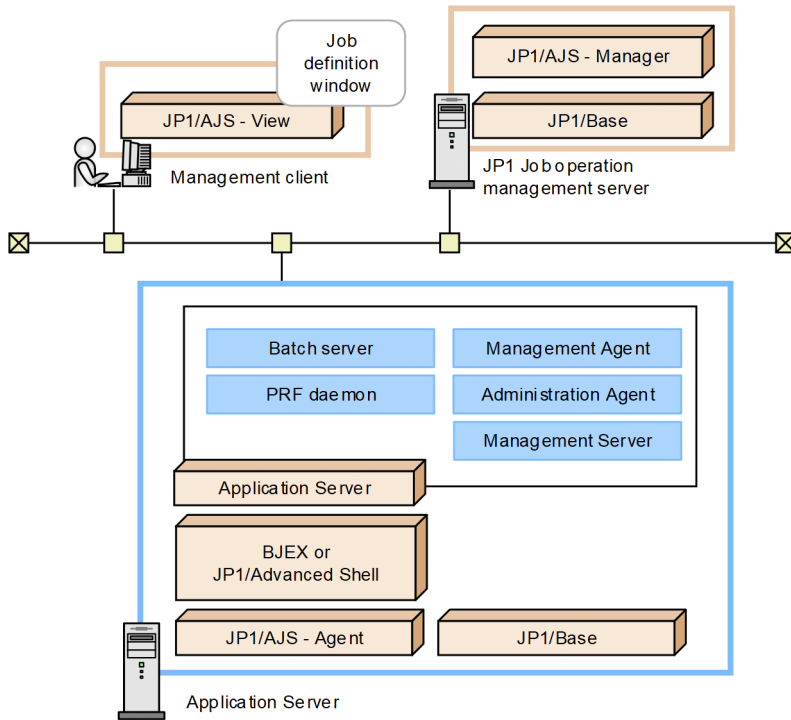 Job
definition
window
JP1/AJS - View
Management client
JP1/AJS - Manager
JP1/Base
JP1 Job operation
management server
Batch server
Management Agent
PRF daemon
Administration Agent
Management Server
Application Server
BJEX or
JP1/Advanced Shell
JP1/AJS - Agent
JP1/Base
Application Server